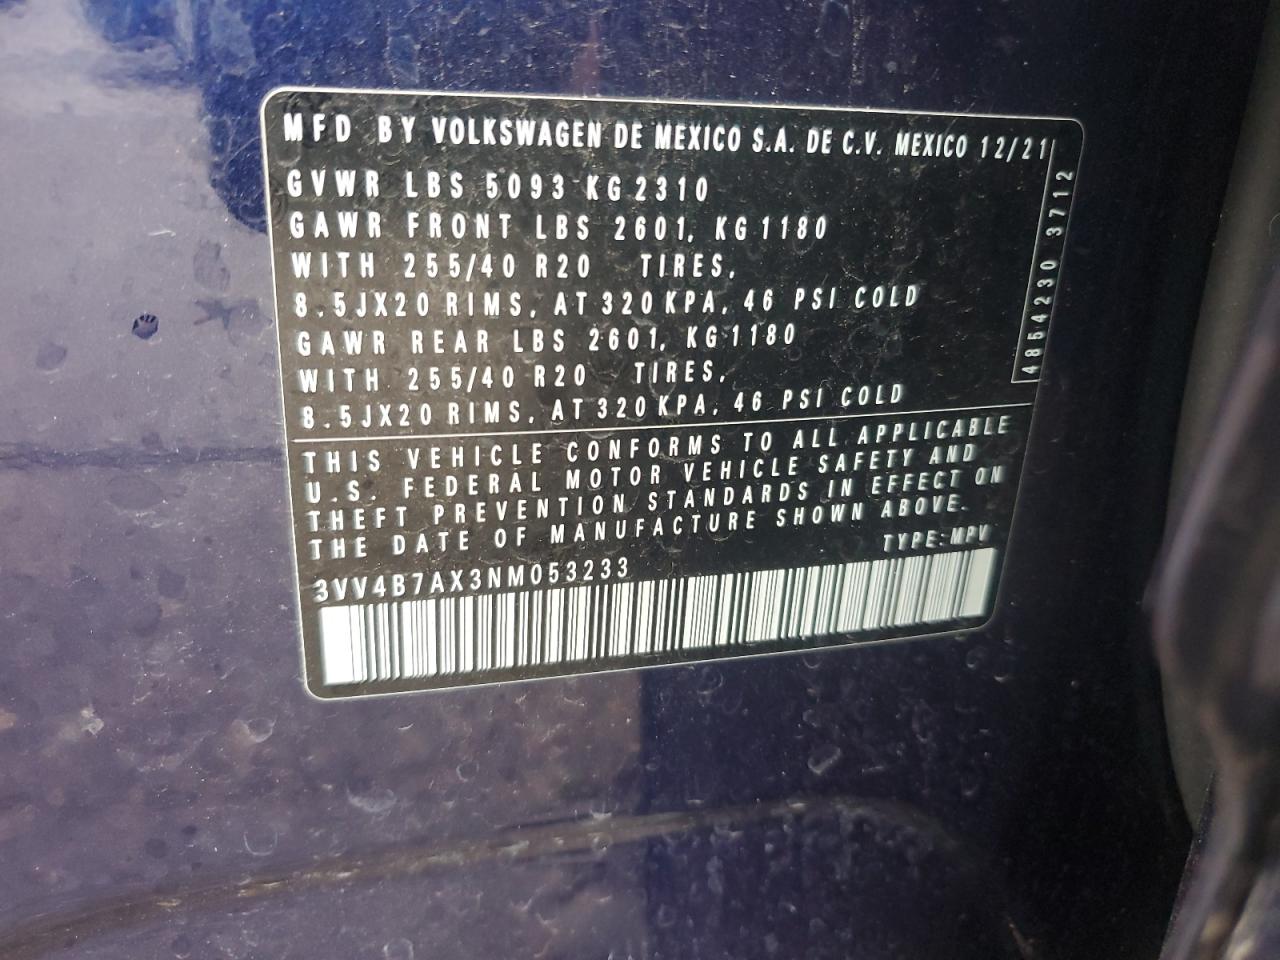 MFD BY VOLKSWAGEN DE MEXICO S.A. DE C.V. MEXICO 12/21
GVWR LBS 5093 KG 2310
GAWR FRONT LBS 2601, KG 1180
WITH 255/40 R20 TIRES,
8.5JX20 RIMS, AT 320 KPA, 46 PSI COLD
GAWR REAR LBS 2601, KG 1180
WITH 255/40 R20 TIRES,
8.5JX20 RIMS, AT 320 KPA, 46 PSI COLD
4854230 3712
THIS VEHICLE CONFORMS TO ALL APPLICABLE
U.S. FEDERAL MOTOR VEHICLE SAFETY AND
THEFT PREVENTION STANDARDS IN EFFECT ON
THE DATE OF MANUFACTURE SHOWN ABOVE.
TYPE: MPV
3VV4B7AX3NM053233